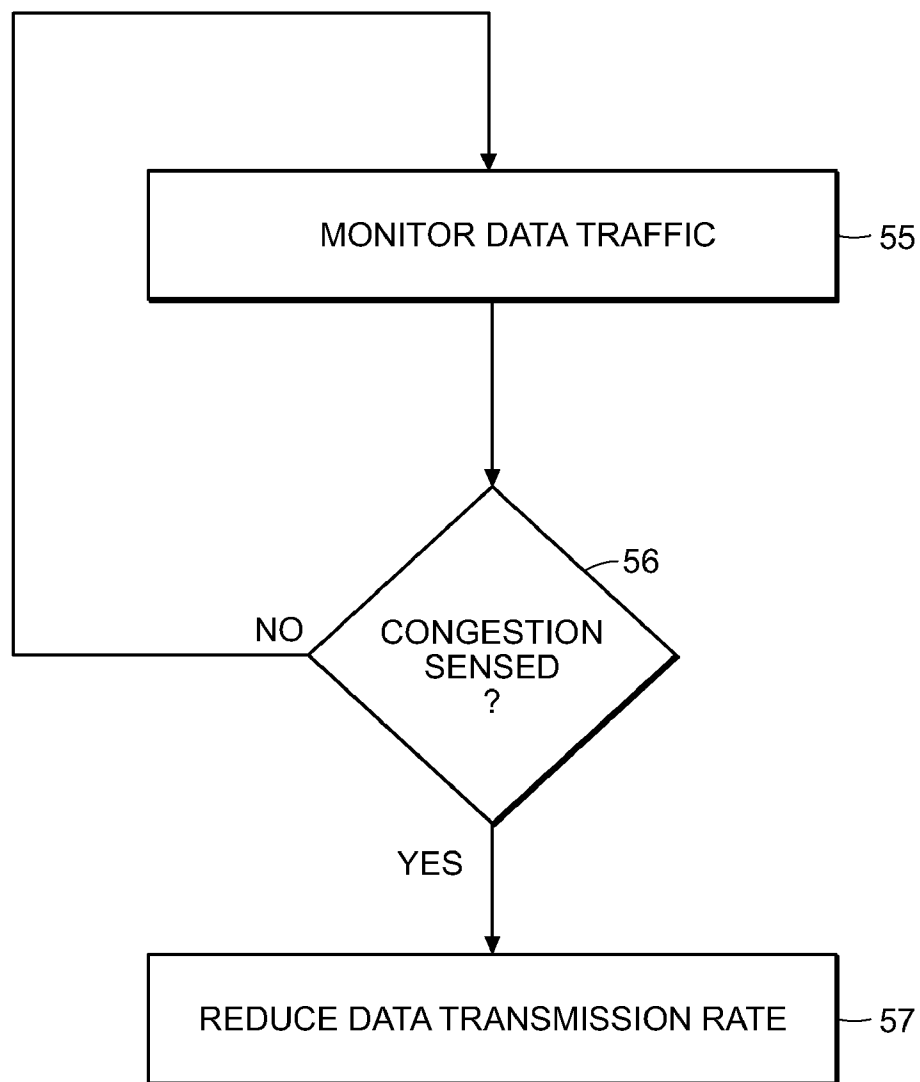 MONITOR DATA TRAFFIC
55
56
NO
CONGESTION
SENSED
?
YES
REDUCE DATA TRANSMISSION RATE
57